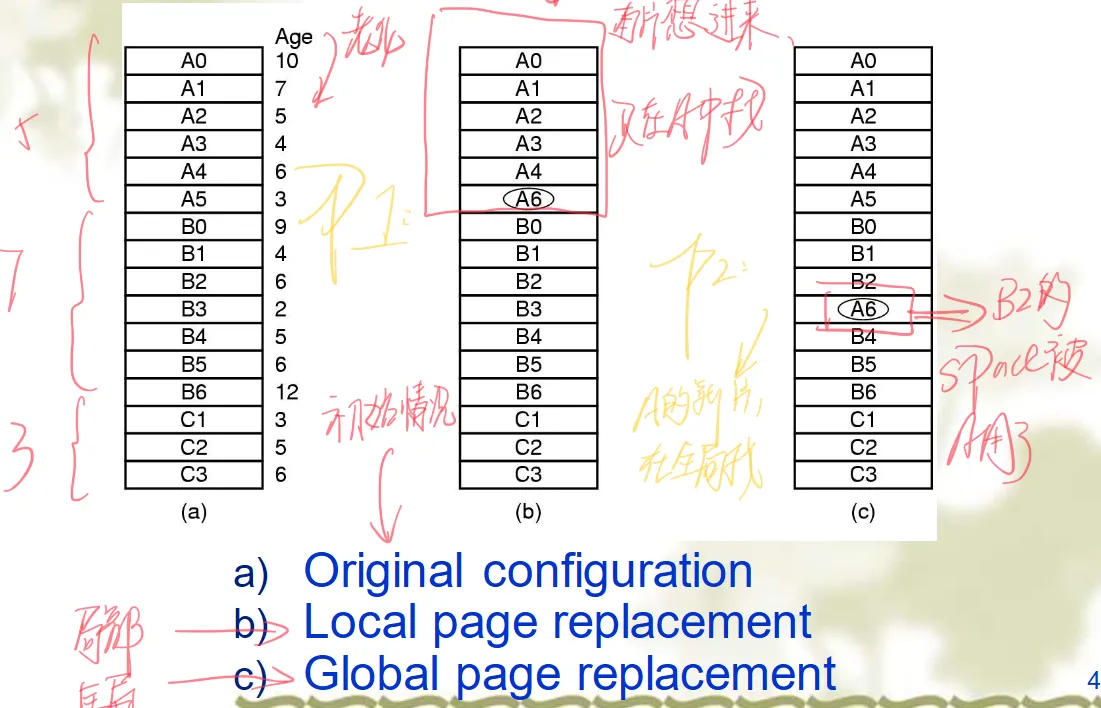 Age
老化
A0 10
A1 7
A2 5
A3 4
A4 6
A5 3
B0 9
B1 4
B2 6
B3 2
B4 5
B5 6
B6 12
C1 3
C2 5
C3 6
(a)
7
3
P1:
初始情况
A0
A1
A2
A3
A4
A6
B0
B1
B2
B3
B4
B5
B6
C1
C2
C3
(b)
片想进来、
只在A中找
P2:
A的新片,
在全局找
A0
A1
A2
A3
A4
A5
B0
B1
B2
A6
B4
B5
B6
C1
C2
C3
(c)
B2的
space被
A用了
a) Original configuration
局部 b) Local page replacement
全局 c) Global page replacement
4